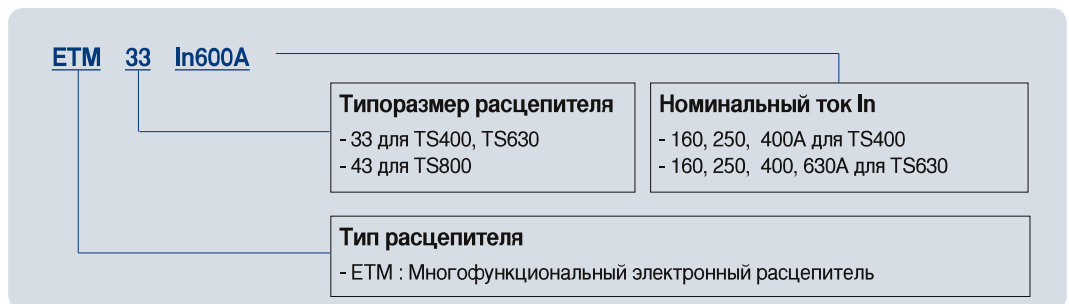 ETM 33 In600A
Типоразмер расцепителя
- 33 для TS400, TS630
- 43 для TS800
Номинальный ток In
- 160, 250, 400A для TS400
- 160, 250, 400, 630A для TS630
Тип расцепителя
- ETM : Многофункциональный электронный расцепитель